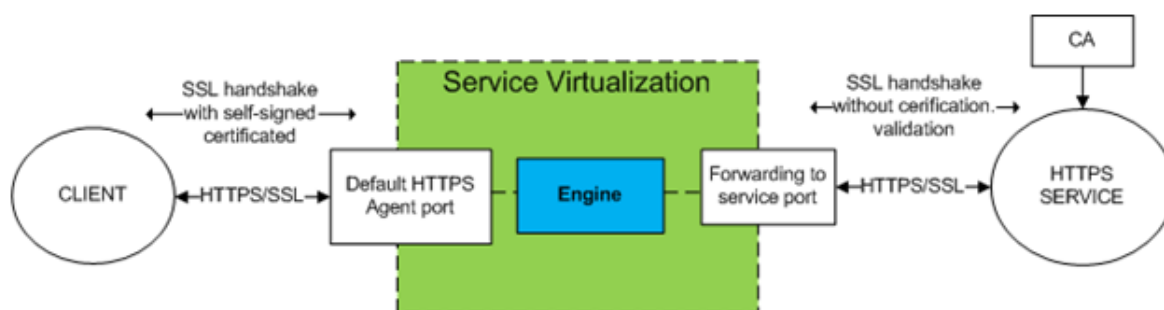 CA
Service Virtualization
SSL handshake
with self-signed
certificated
SSL handshake
without cerification.
validation
CLIENT
HTTPS/SSL
Default HTTPS
Agent port
Engine
Forwarding to
service port
HTTPS/SSL
HTTPS
SERVICE